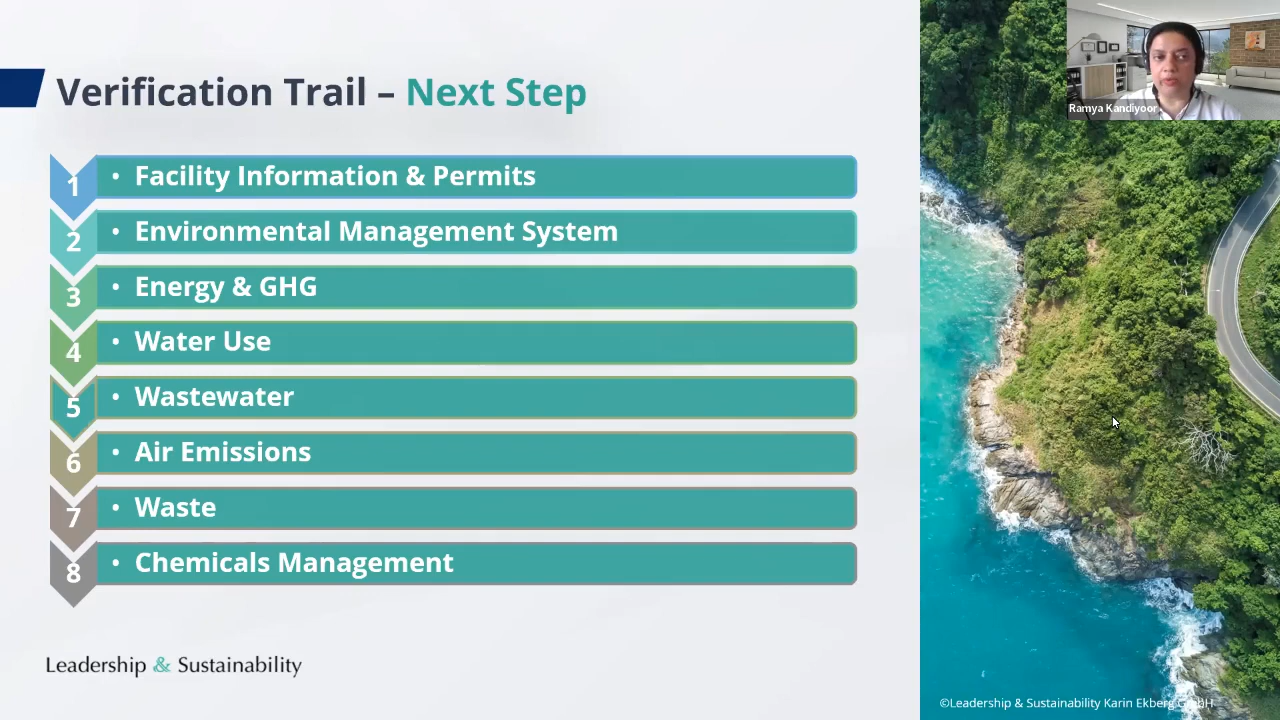 Verification Trail – Next Step
Ramya Kandiyoor
1 • Facility Information & Permits
2 • Environmental Management System
3 • Energy & GHG
4 • Water Use
5 • Wastewater
6 • Air Emissions
7 • Waste
8 • Chemicals Management
Leadership & Sustainability
©Leadership & Sustainability Karin Ekberg GmbH